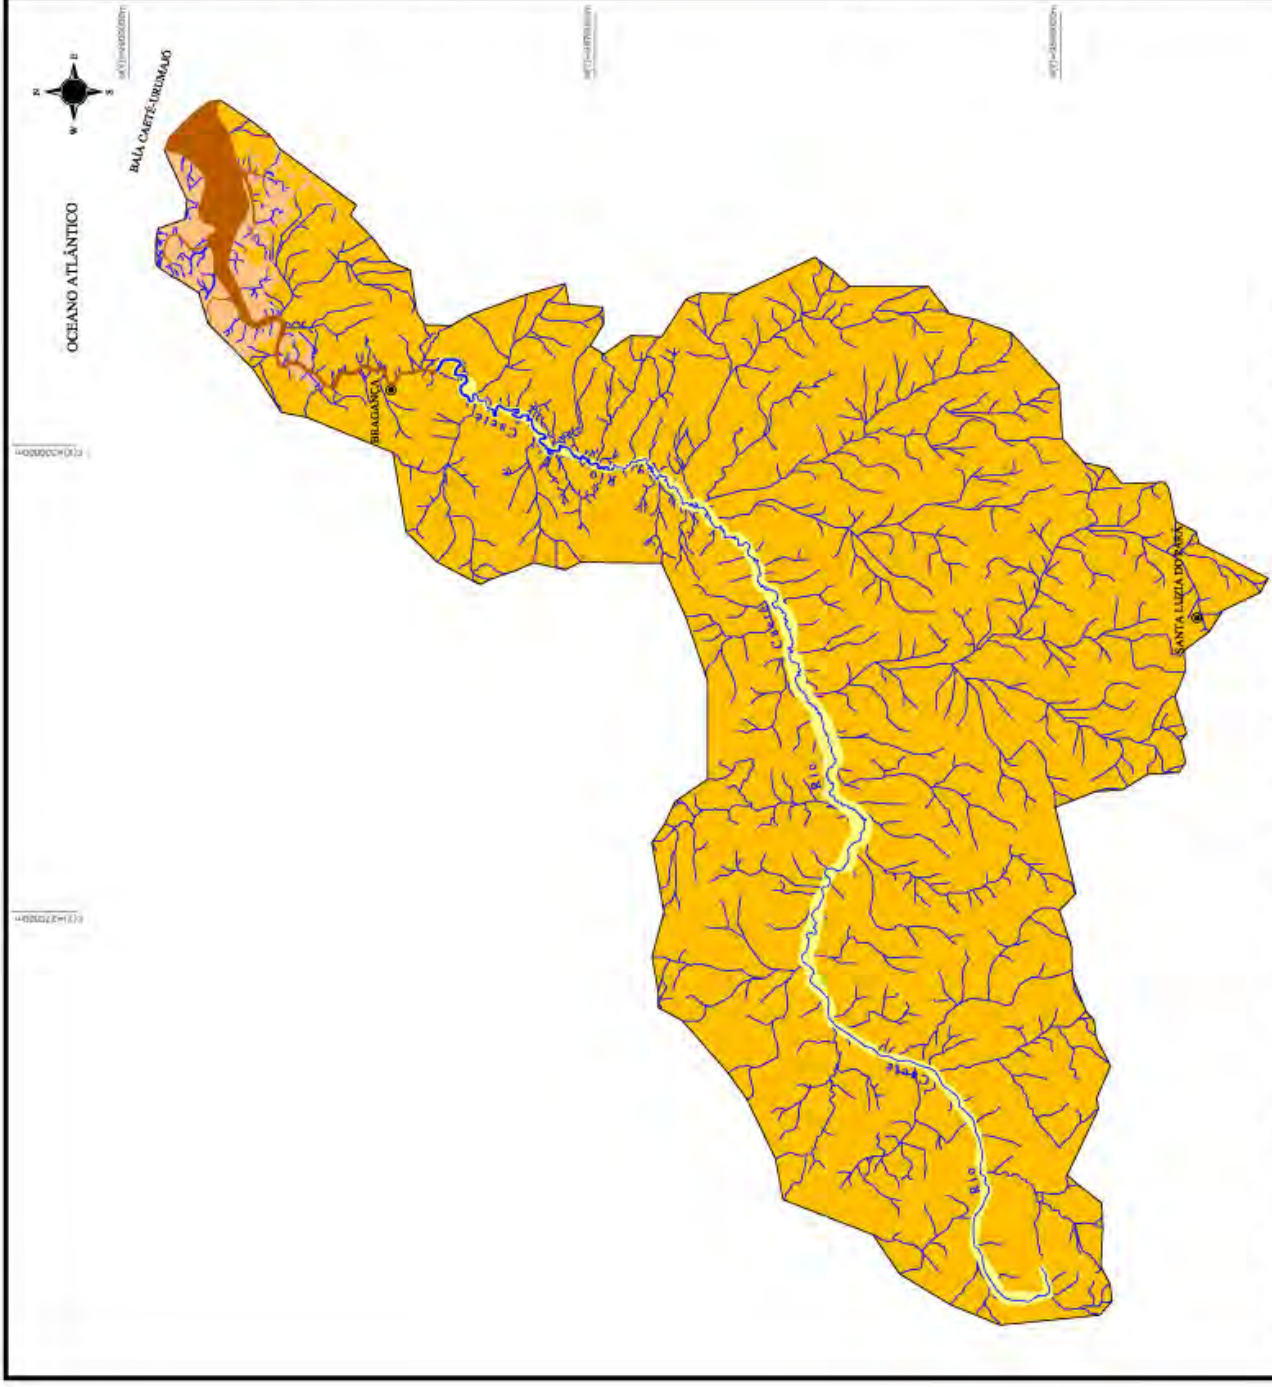 N
E
W
S
BAÍA CAETÉ-URUMAJÓ
OCEANO ATLÂNTICO
BRAGANÇA
Caeté
Rio
Caeté
Rio
SANTA LUZIA DO PARÁ
Caeté
Rio